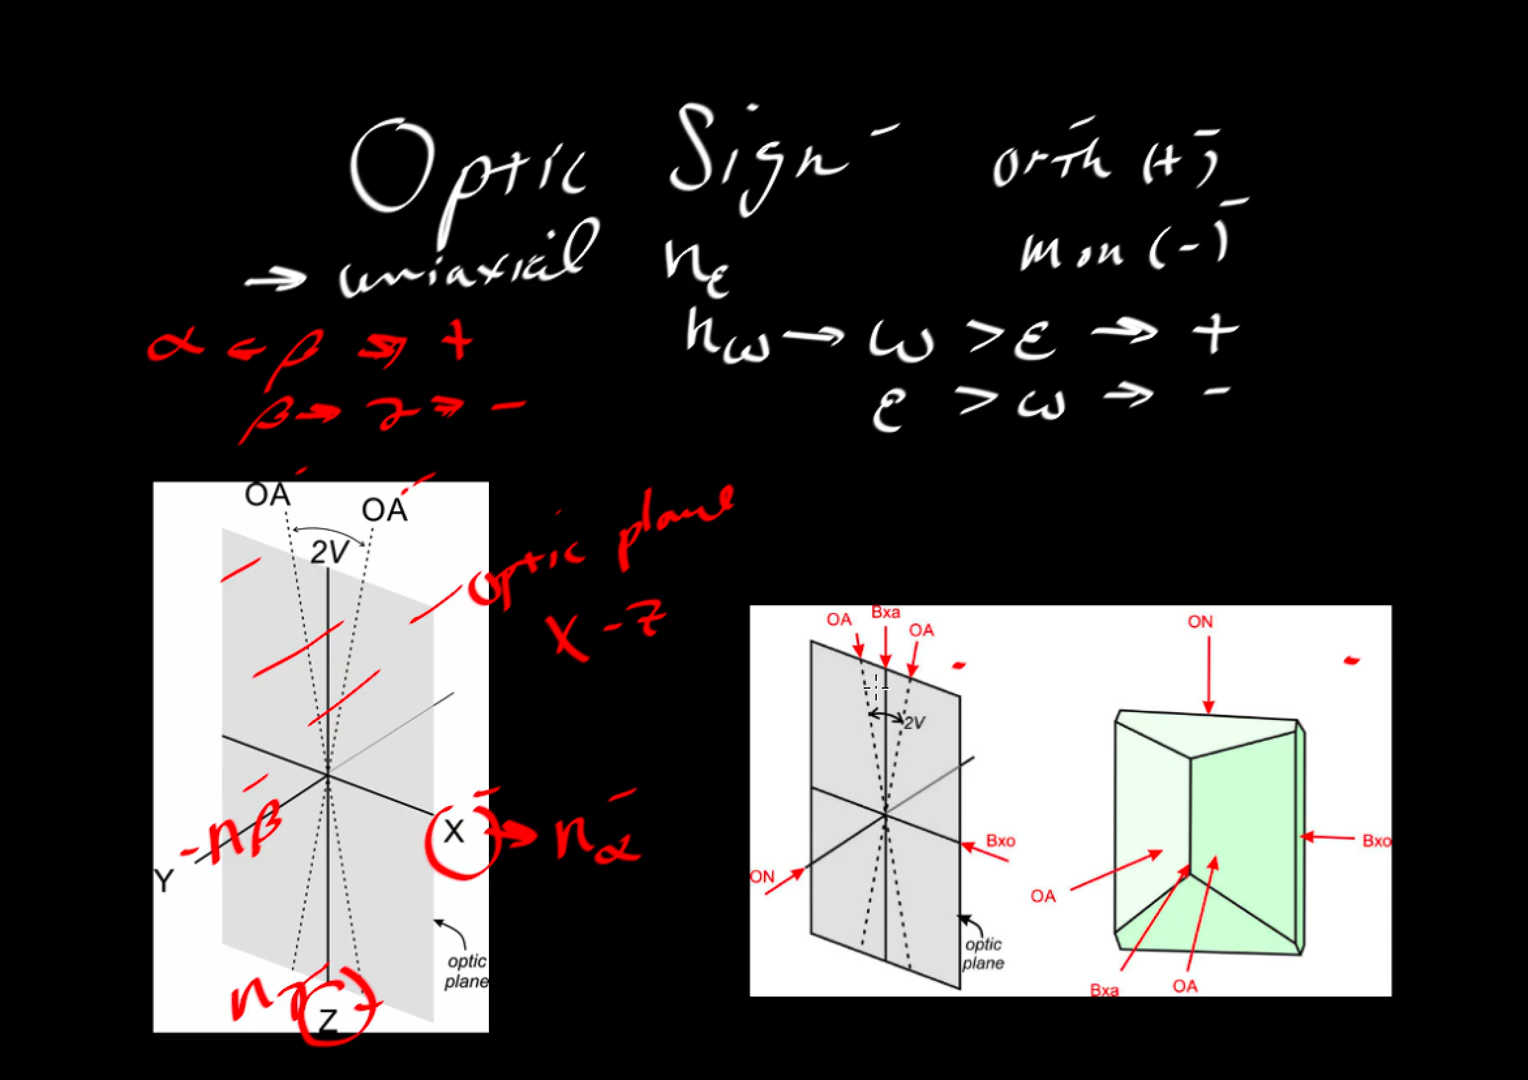 Optic Sign
orth (+)
mon (-)
→ uniaxial nε
nω → ω > ε → +
ε > ω → -
α ← β → +
β → γ → -
OA OA
2V
Optic plane
X - Z
nβ
Y
X → nα
optic
plane
nγ
Z
OA Bxa OA
2V
Bxo
ON
optic
plane
ON
Bxo
OA
Bxa OA